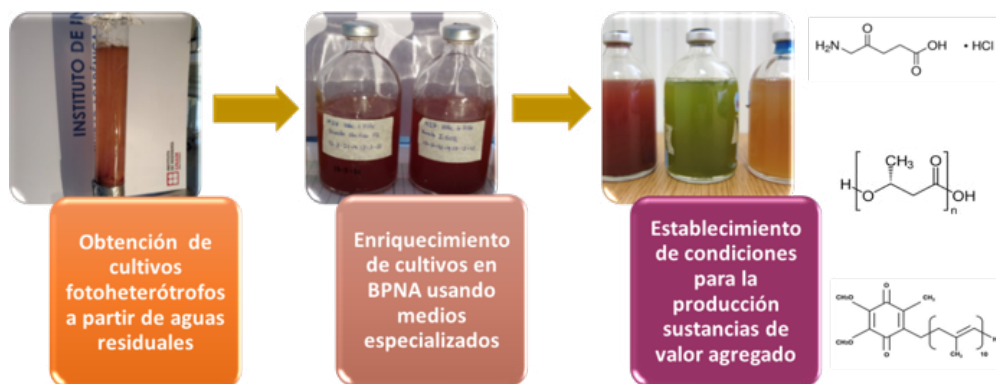 INSTITUTO DE IN
Obtención de
cultivos
fotoheterótrofos
a partir de aguas
residuales
Enriquecimiento
de cultivos en
BPNA usando
medios
especializados
Establecimiento
de condiciones
para la
producción
sustancias de
valor agregado
H₂N
O
OH
O
• HCl
CH₃
O
H
O
OH
n
O
CH₃O
CH₃
CH₃O
O
CH₃
10
H